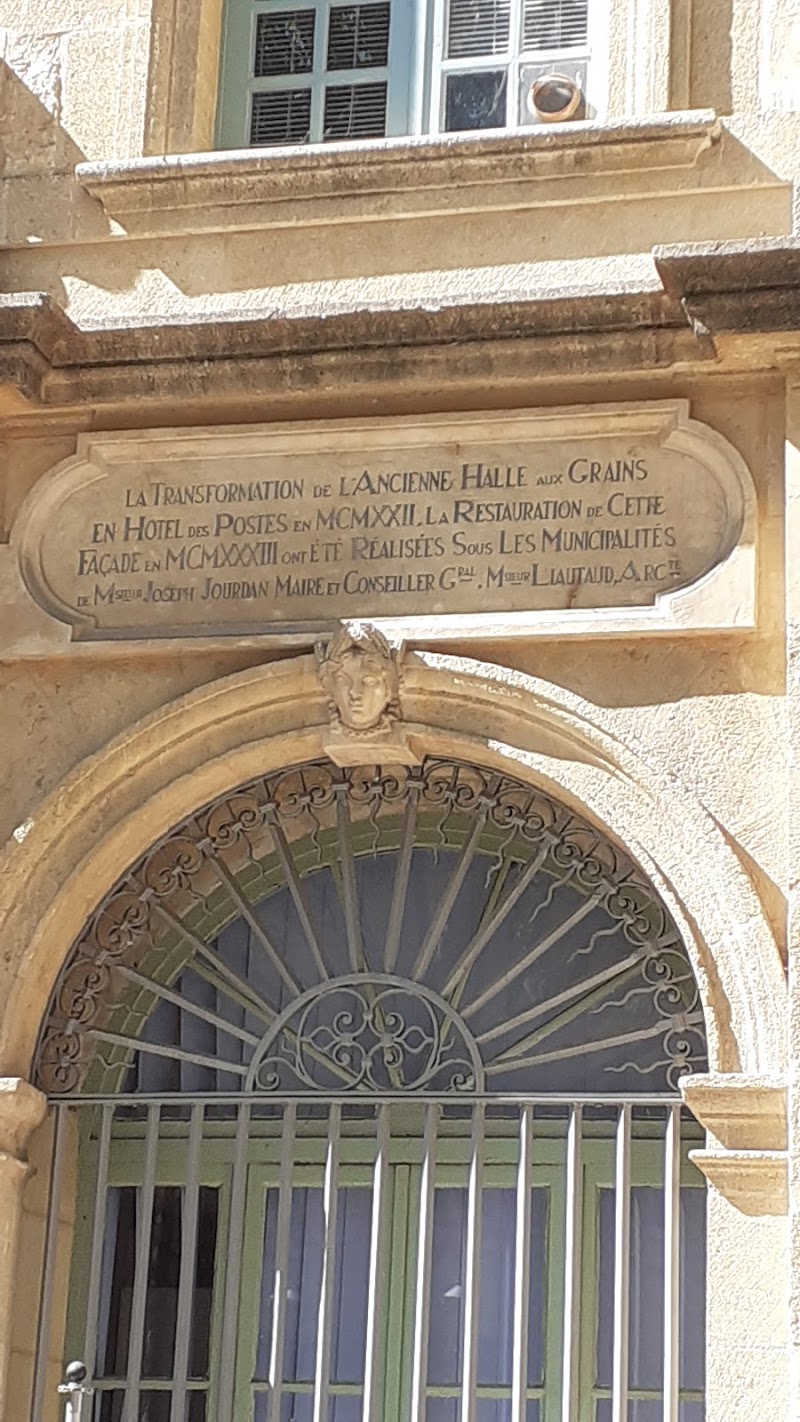 LA TRANSFORMATION DE L'ANCIENNE HALLE AUX GRAINS
EN HOTEL DES POSTES EN MCMXXII. LA RESTAURATION DE CETTE
FAÇADE EN MCMXXXIII ONT ÉTÉ RÉALISÉES SOUS LES MUNICIPALITÉS
DE MSIEUR JOSEPH JOURDAN MAIRE ET CONSEILLER GRAL. MSIEUR LIAUTAUD, ARCTE